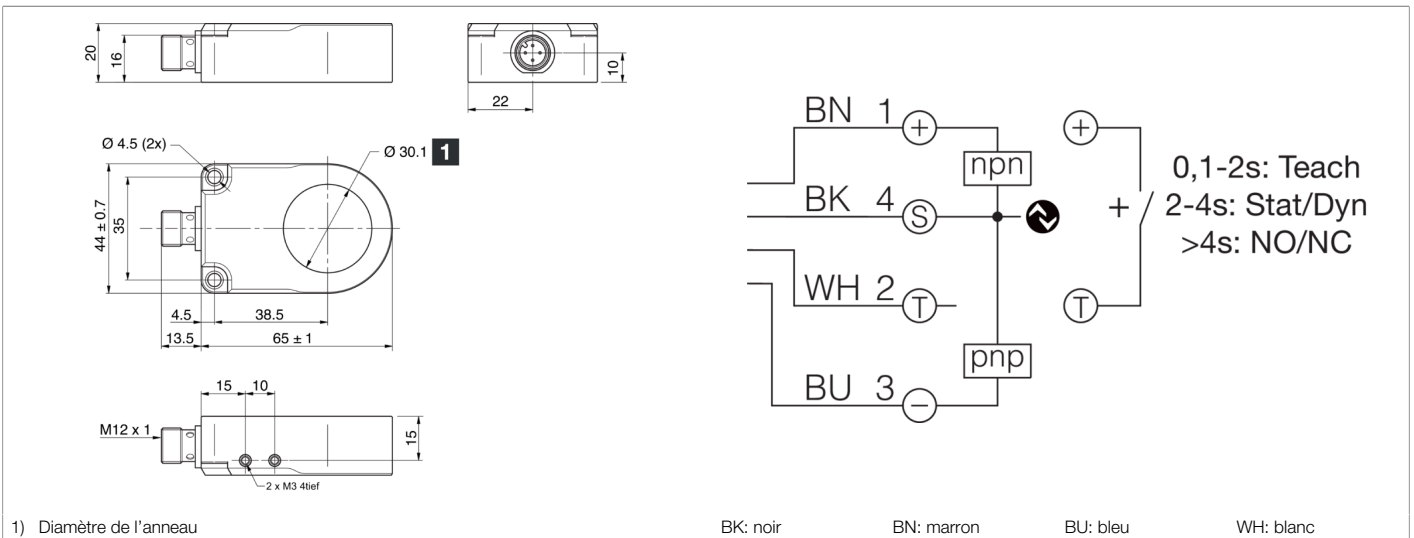 20
16
10
22
Ø 4.5 (2x)
Ø 30.1 1
44 ± 0.7
35
4.5
38.5
13.5
65 ± 1
15
10
M12 x 1
15
2 x M3 4tief
BN 1 +
npn
BK 4 S
WH 2 T
pnp
BU 3 -
+
+
T
0,1-2s: Teach
2-4s: Stat/Dyn
>4s: NO/NC
1) Diamètre de l'anneau
BK: noir
BN: marron
BU: bleu
WH: blanc